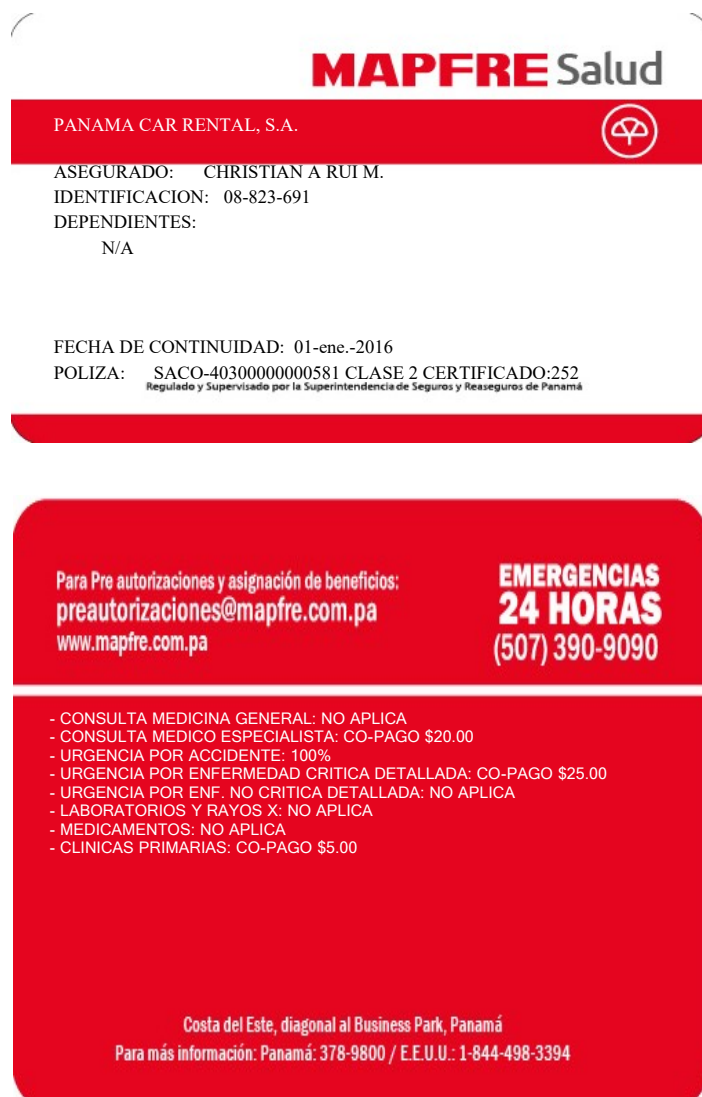 MAPFRE Salud
PANAMA CAR RENTAL, S.A.
ASEGURADO: CHRISTIAN A RUI M.
IDENTIFICACION: 08-823-691
DEPENDIENTES:
N/A
FECHA DE CONTINUIDAD: 01-ene.-2016
POLIZA: SACO-40300000000581 CLASE 2 CERTIFICADO:252
Regulado y Supervisado por la Superintendencia de Seguros y Reaseguros de Panamá
Para Pre autorizaciones y asignación de beneficios:
preautorizaciones@mapfre.com.pa
www.mapfre.com.pa
EMERGENCIAS
24 HORAS
(507) 390-9090
- CONSULTA MEDICINA GENERAL: NO APLICA
- CONSULTA MEDICO ESPECIALISTA: CO-PAGO $20.00
- URGENCIA POR ACCIDENTE: 100%
- URGENCIA POR ENFERMEDAD CRITICA DETALLADA: CO-PAGO $25.00
- URGENCIA POR ENF. NO CRITICA DETALLADA: NO APLICA
- LABORATORIOS Y RAYOS X: NO APLICA
- MEDICAMENTOS: NO APLICA
- CLINICAS PRIMARIAS: CO-PAGO $5.00
Costa del Este, diagonal al Business Park, Panamá
Para más información: Panamá: 378-9800 / E.E.U.U.: 1-844-498-3394